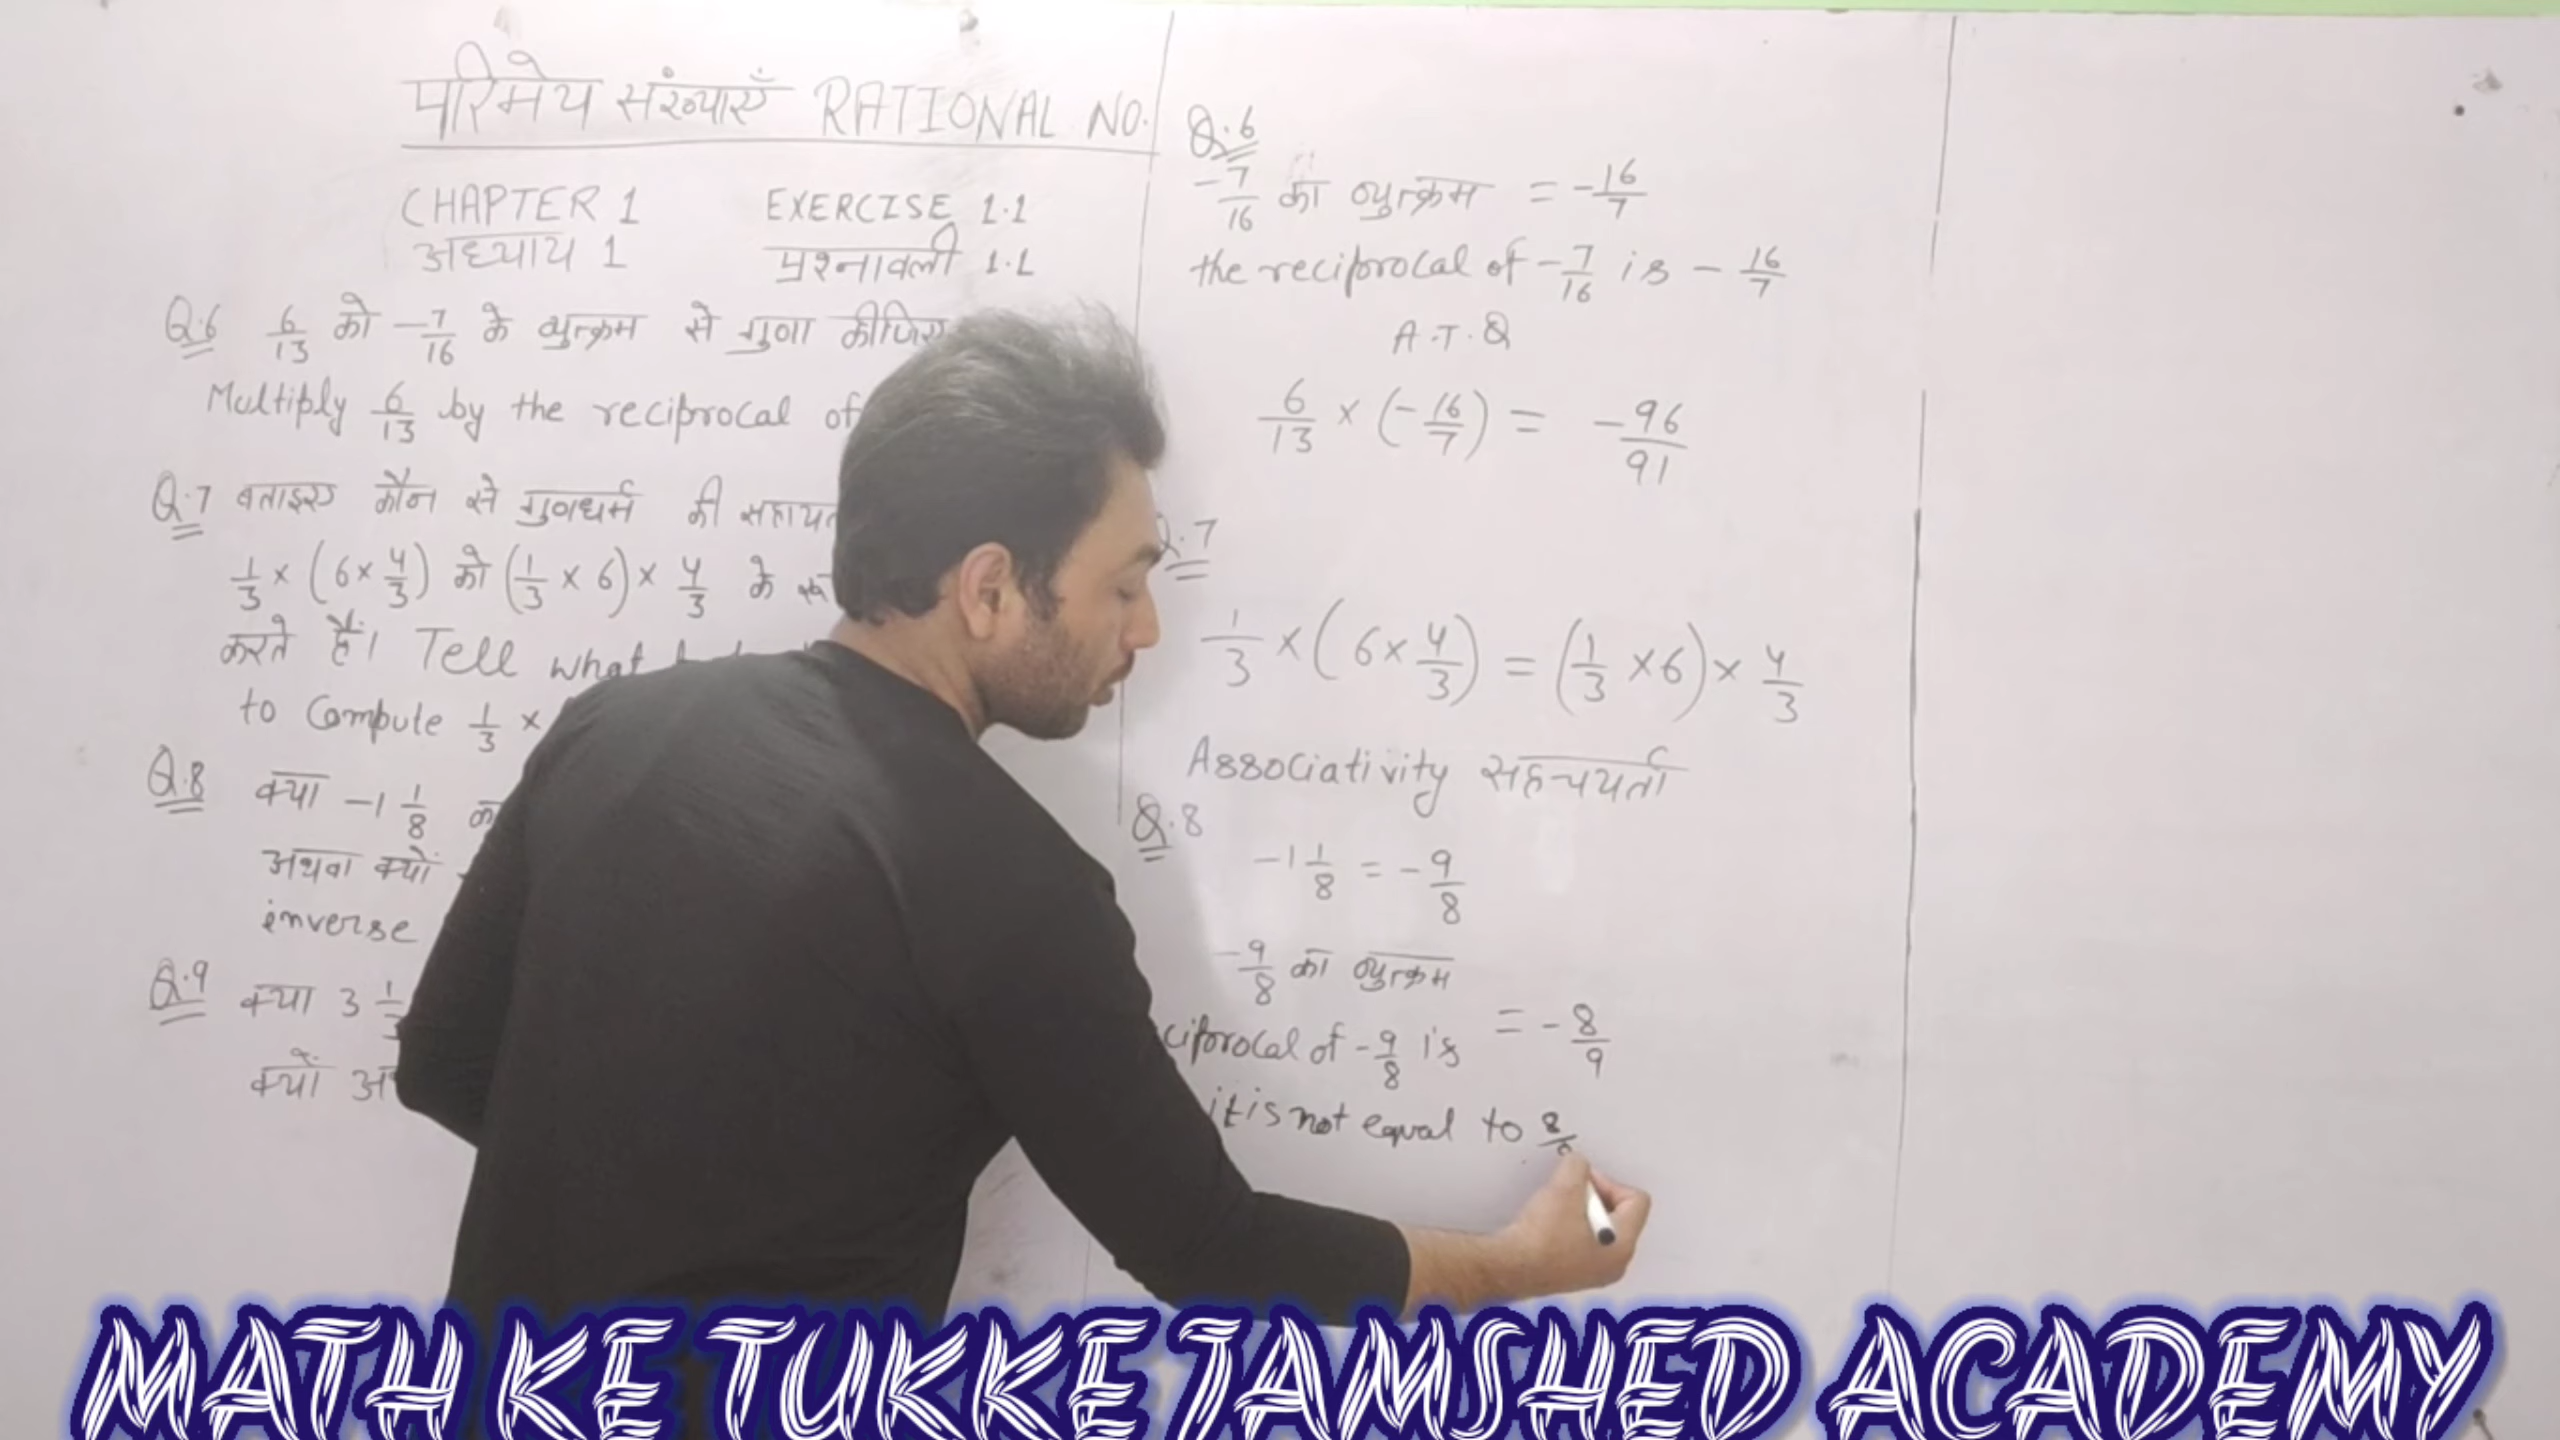 परिमेय संख्याएँ RATIONAL NO.
CHAPTER 1 EXERCISE 1.1
अध्याय 1 प्रश्नावली 1.1
Q.6 6/13 को -7/16 के व्युत्क्रम से गुणा कीजिए
Multiply 6/13 by the reciprocal of
Q.7 बताइए कौन से गुणधर्म की
1/3 × (6 × 4/3) को (1/3 × 6) × 4/3 के
करते हैं। Tell what
to compute 1/3 ×
Q.8 क्या -1 1/8
अथवा क्यों
inverse
Q.9 क्या 3
क्यों
Q.6
-7/16 का व्युत्क्रम = -16/7
the reciprocal of -7/16 is - 16/7
A.T.Q
6/13 × (-16/7) = -96/91
Q.7
1/3 × (6 × 4/3) = (1/3 × 6) × 4/3
Associativity सहचर्यता
Q.8
-1 1/8 = -9/8
-9/8 का व्युत्क्रम
of -9/8 is = -8/9
it is not equal to 8/
MATH KE TUKKE JAMSHED ACADEMY